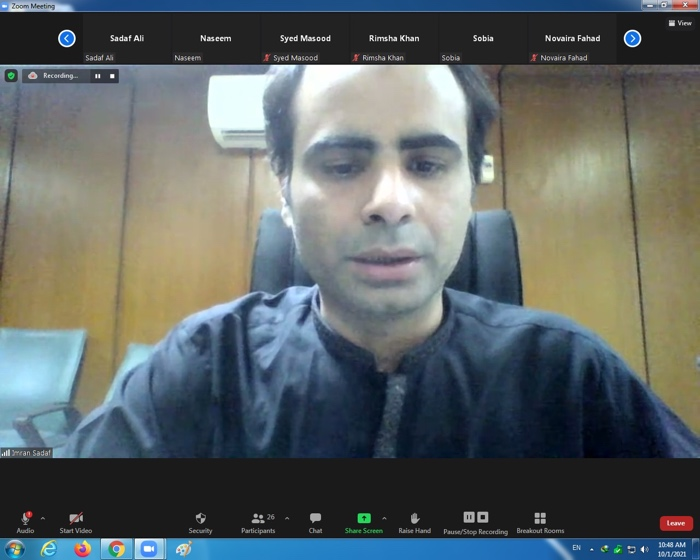 Zoom Meeting
View
Sadaf Ali
Naseem
Syed Masood
Rimsha Khan
Sobia
Novaira Fahad
Sadaf Ali
Naseem
Syed Masood
Rimsha Khan
Sobia
Novaira Fahad
Recording...
Imran Sadaf
Audio
Start Video
Security
Participants
26
Chat
Share Screen
Raise Hand
Pause/Stop Recording
Breakout Rooms
Leave
EN
10:48 AM
10/1/2021